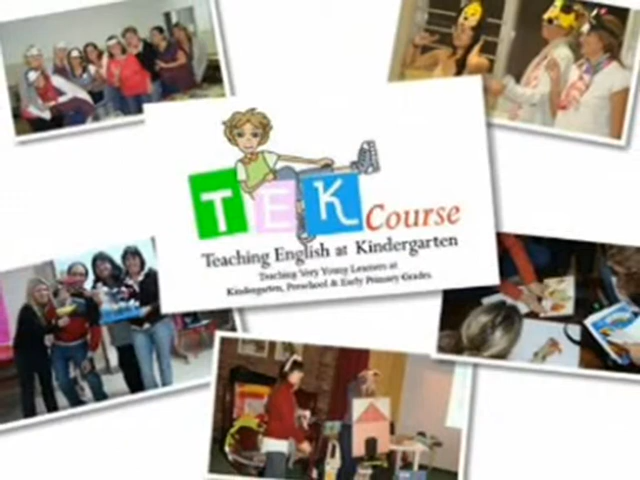 TEK Course
Teaching English at Kindergarten
Teaching Very Young Learners at
Kindergarten, Preschool & Early Primary Grades